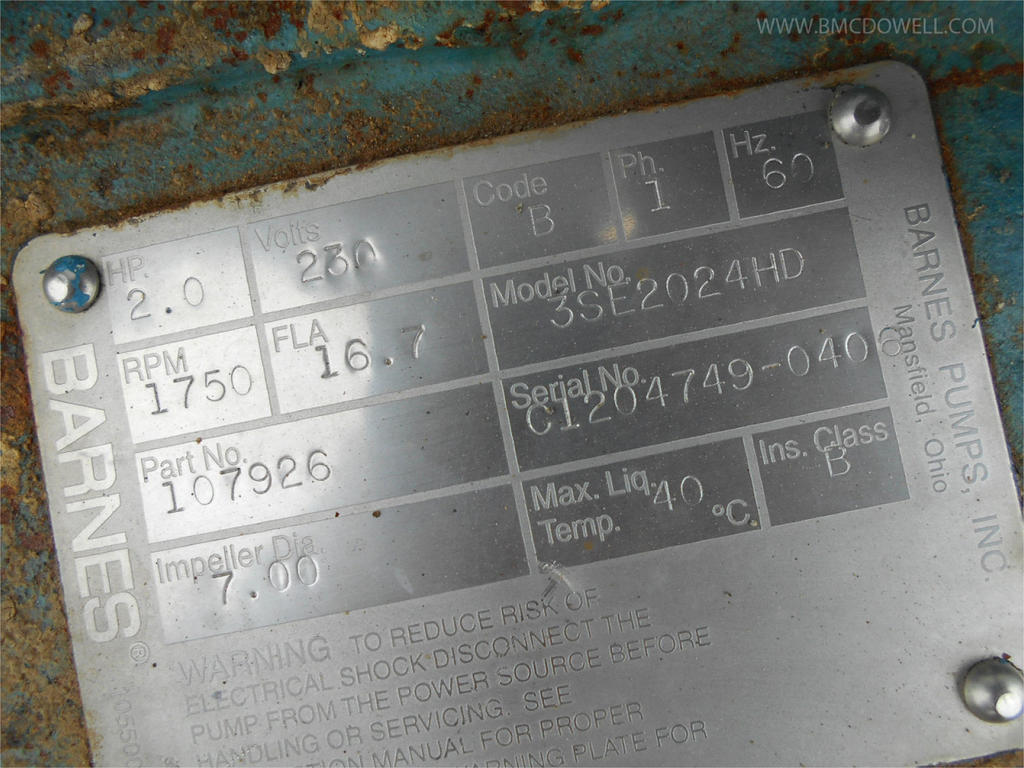 WWW.BMCDOWELL.COM
HP. 2.0
Volts 230
Code B
Ph. 1
Hz. 60
RPM 1750
FLA 16.7
Model No. 3SE2024HD
Part No. 107926
Serial No. C1204749-0400
Impeller Dia. 7.00
Max. Liq. Temp. 40 °C
Ins. Class B
BARNES®
BARNES PUMPS, INC.
Mansfield, Ohio
WARNING TO REDUCE RISK OF
ELECTRICAL SHOCK DISCONNECT THE
PUMP FROM THE POWER SOURCE BEFORE
HANDLING OR SERVICING. SEE
MANUAL FOR PROPER
PLATE FOR